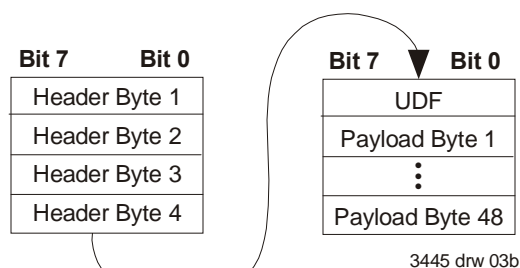 Bit 7 Bit 0
Header Byte 1
Header Byte 2
Header Byte 3
Header Byte 4
Bit 7 Bit 0
UDF
Payload Byte 1
Payload Byte 48
3445 drw 03b